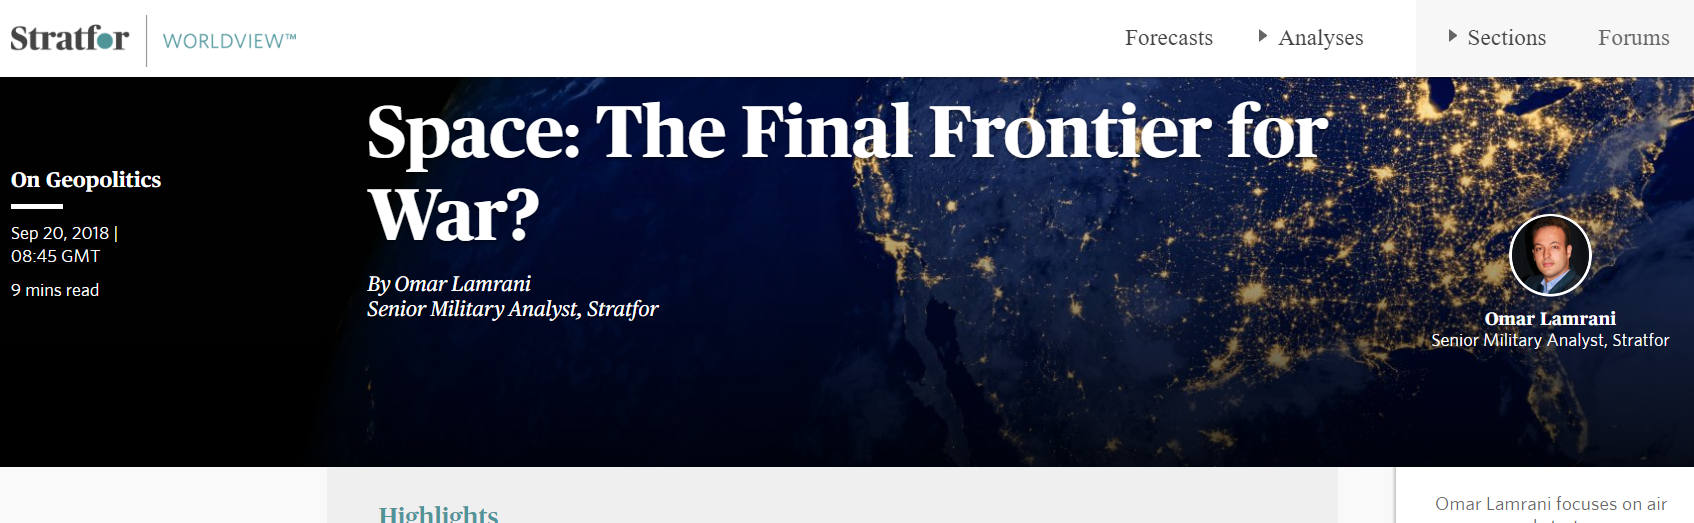 Stratfor WORLDVIEW™
Forecasts
Analyses
Sections
Forums
On Geopolitics
Sep 20, 2018 |
08:45 GMT
9 mins read
Space: The Final Frontier for
War?
By Omar Lamrani
Senior Military Analyst, Stratfor
Omar Lamrani
Senior Military Analyst, Stratfor
Highlights
Omar Lamrani focuses on air